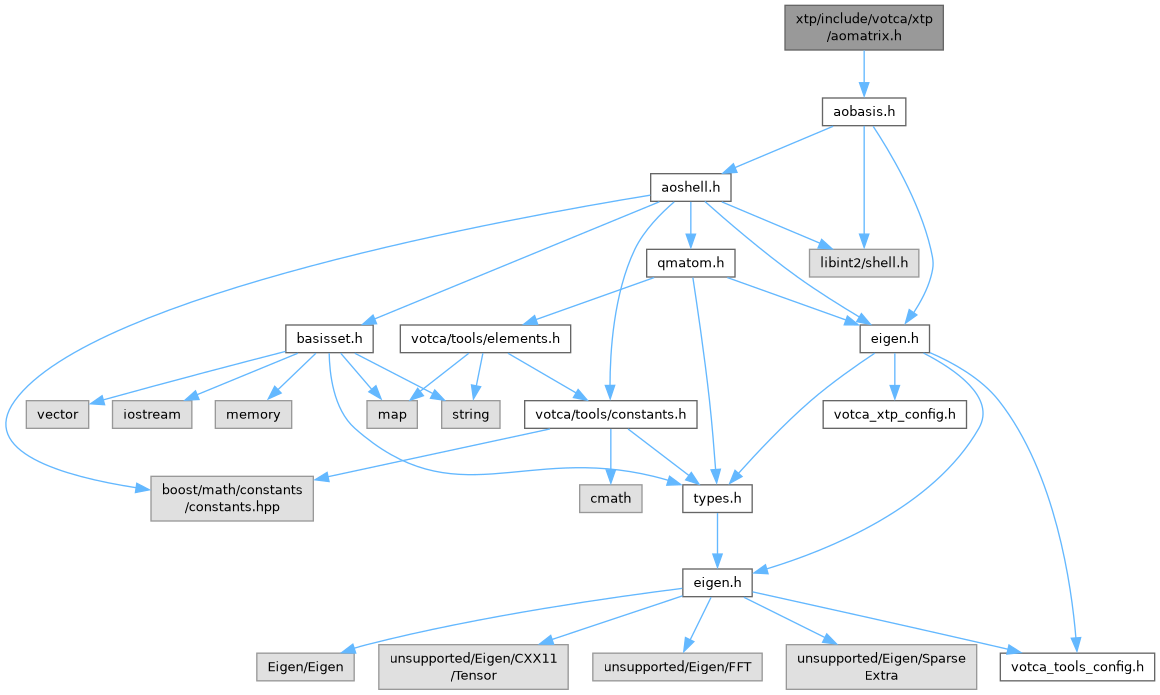 xtp/include/votca/xtp
/aomatrix.h
aobasis.h
aoshell.h
qmatom.h
libint2/shell.h
basisset.h
votca/tools/elements.h
eigen.h
vector
iostream
memory
map
string
votca/tools/constants.h
votca_xtp_config.h
boost/math/constants
/constants.hpp
cmath
types.h
eigen.h
Eigen/Eigen
unsupported/Eigen/CXX11
/Tensor
unsupported/Eigen/FFT
unsupported/Eigen/Sparse
Extra
votca_tools_config.h